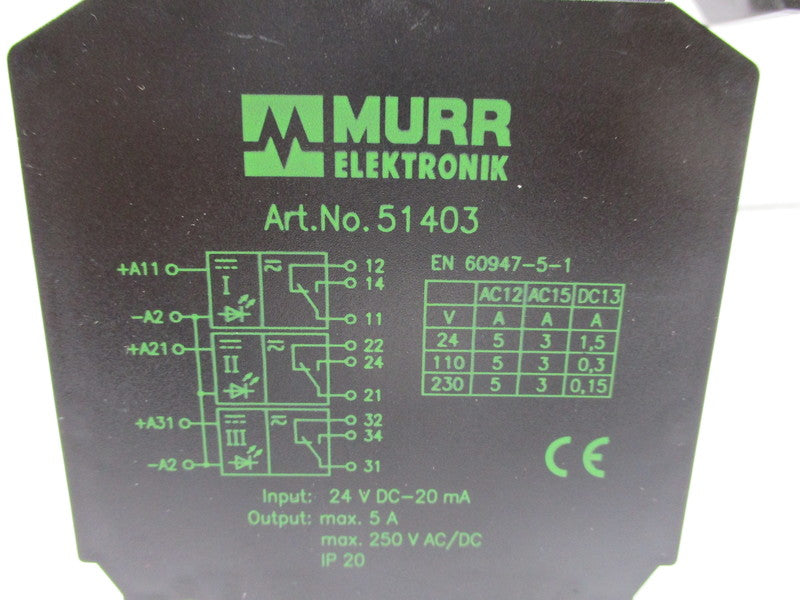 MURR
ELEKTRONIK
Art.No. 51403
+A11 I 12
14
-A2 11
+A21 II 22
24
21
+A31 III 32
34
-A2 31
EN 60947-5-1
AC12 AC15 DC13
V A A A
24 5 3 1,5
110 5 3 0,3
230 5 3 0,15
CE
Input: 24 V DC-20 mA
Output: max. 5 A
max. 250 V AC/DC
IP 20